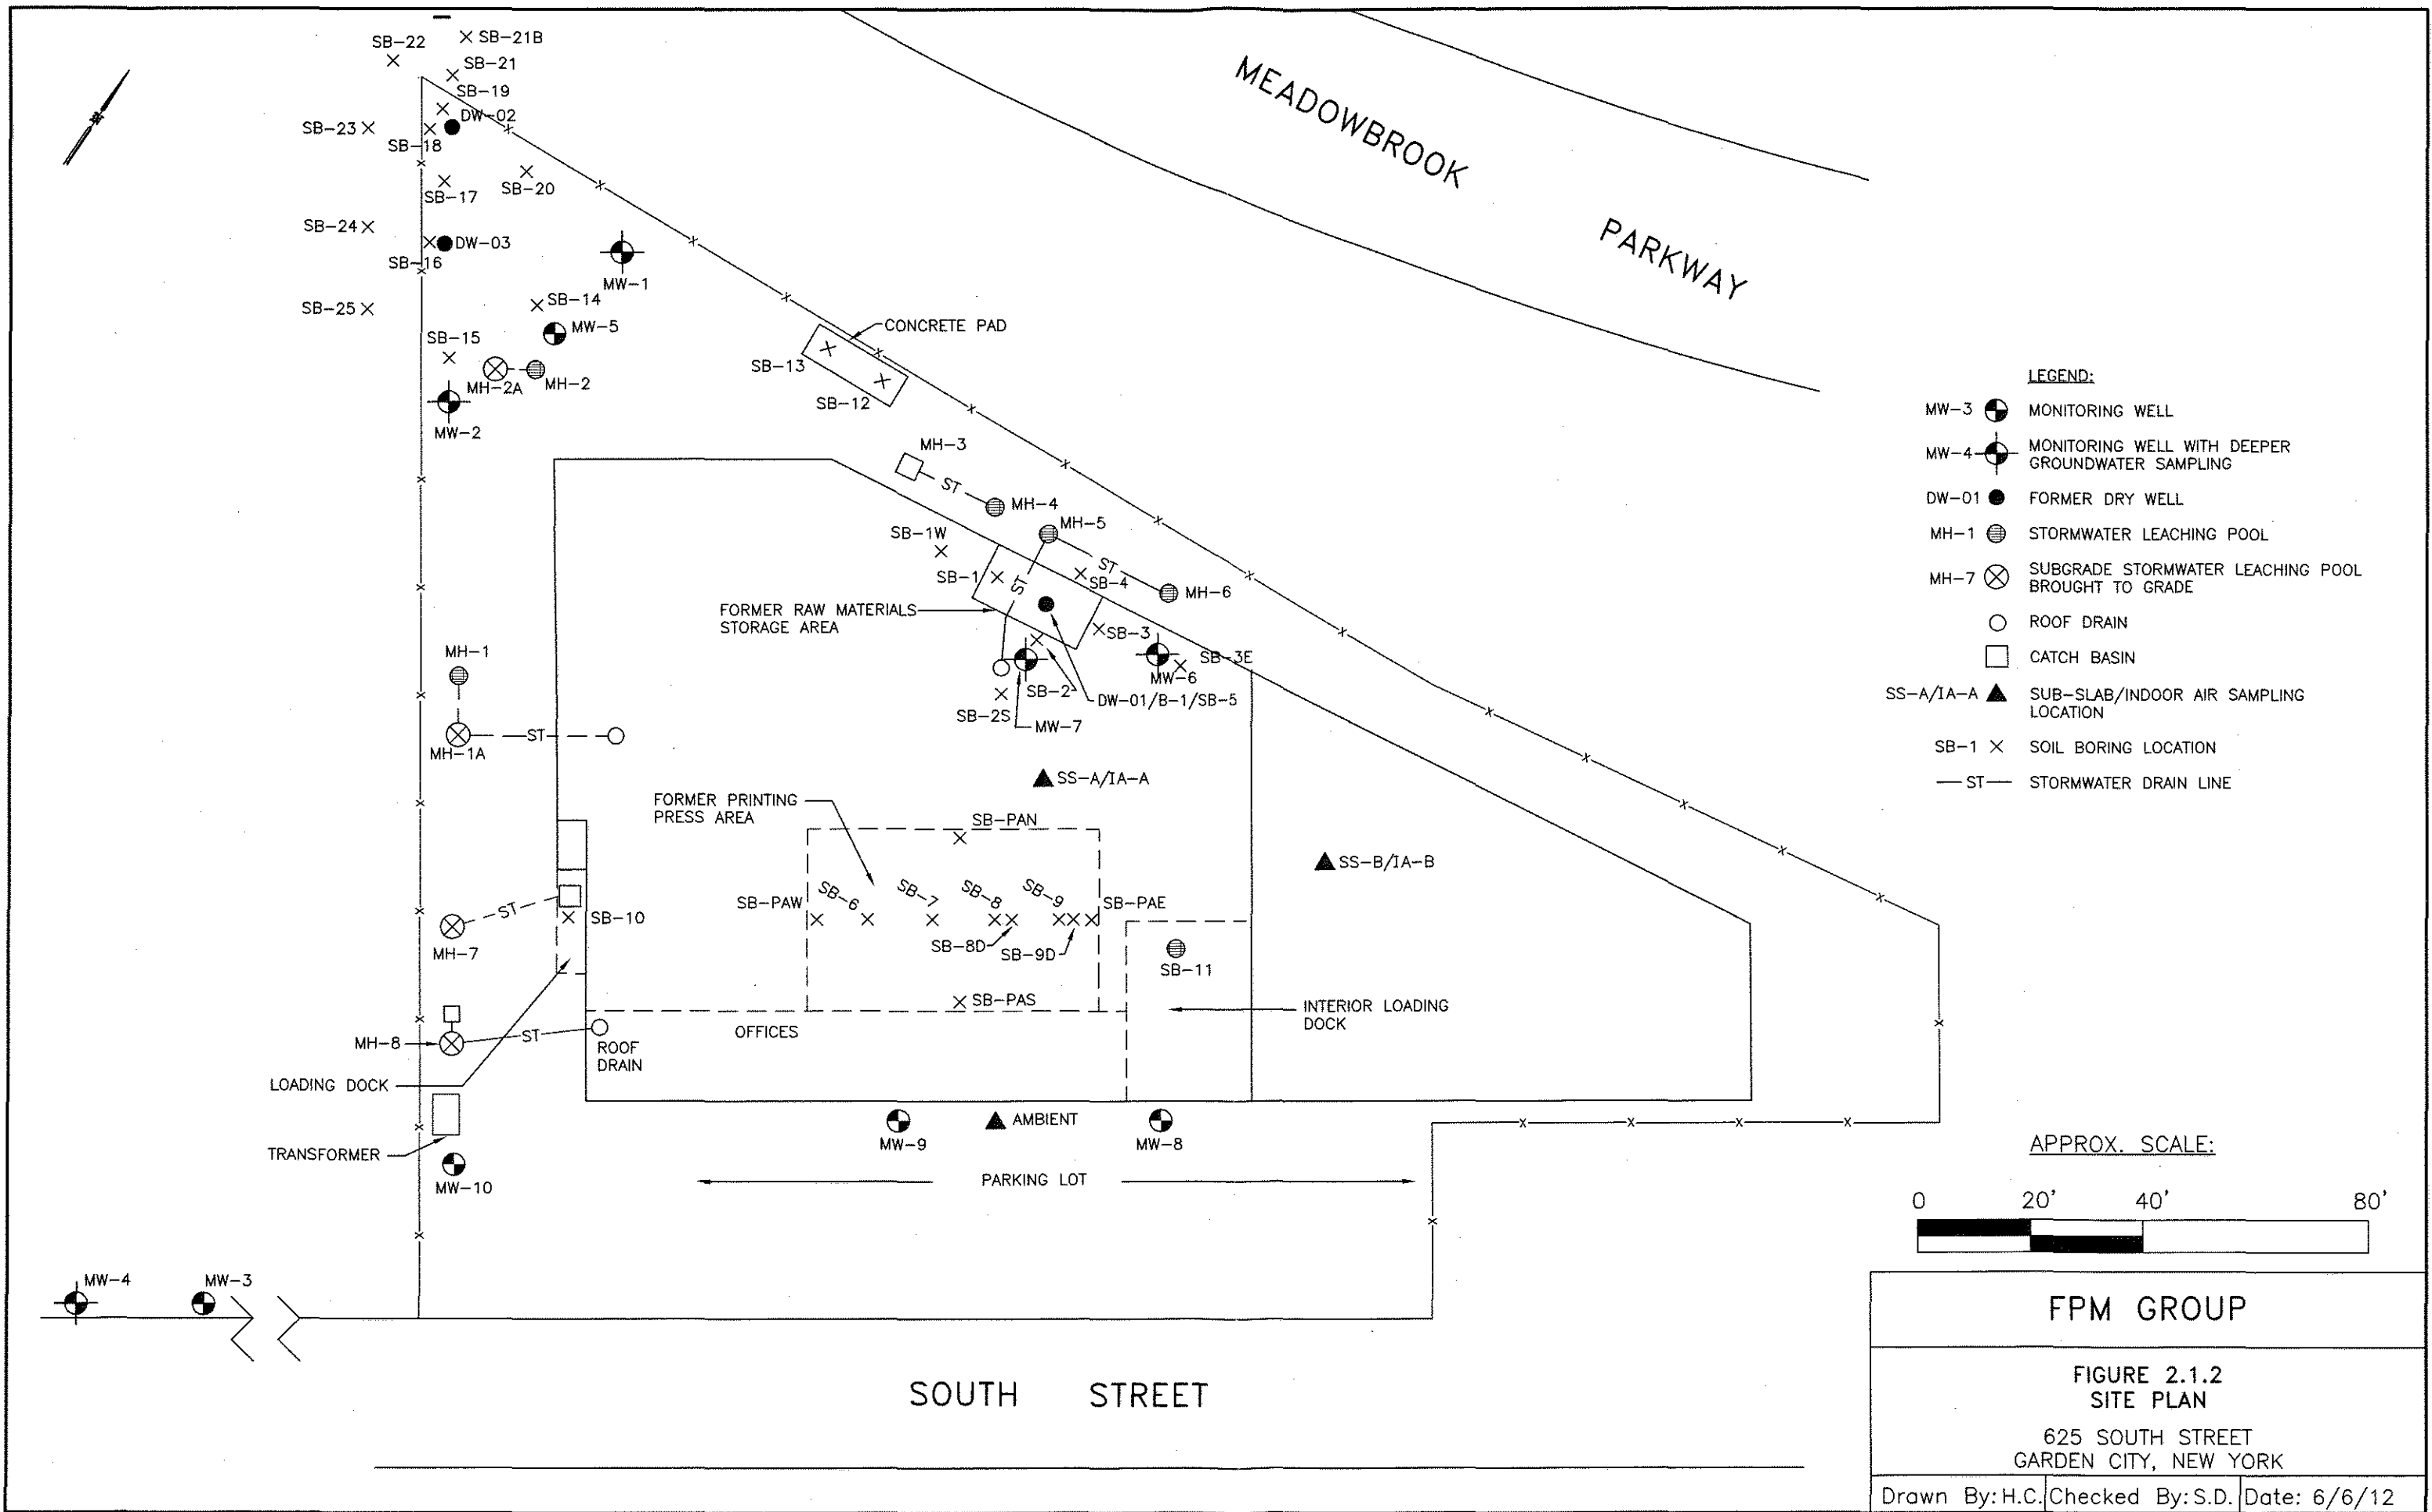 SB-22
SB-21B
SB-21
SB-19
DW-02
SB-23
SB-18
SB-20
SB-17
SB-24
DW-03
SB-16
MW-1
SB-25
SB-14
MW-5
SB-15
MH-2A
MH-2
MW-2
MEADOWBROOK
PARKWAY
CONCRETE PAD
SB-13
SB-12
MH-3
ST
MH-4
MH-5
SB-1W
SB-1
ST
ST
SB-4
MH-6
FORMER RAW MATERIALS
STORAGE AREA
SB-3
SB-3E
MW-6
SB-2
DW-01/B-1/SB-5
SB-2S
MW-7
MH-1
MH-1A
ST
SS-A/IA-A
FORMER PRINTING
PRESS AREA
SB-PAN
SS-B/IA-B
SB-PAW
SB-6
SB-7
SB-8
SB-9
SB-PAE
SB-8D
SB-9D
SB-10
ST
MH-7
SB-11
SB-PAS
INTERIOR LOADING
DOCK
OFFICES
MH-8
ST
ROOF
DRAIN
LOADING DOCK
TRANSFORMER
MW-10
MW-9
AMBIENT
MW-8
PARKING LOT
MW-4
MW-3
SOUTH STREET
LEGEND:
MW-3 MONITORING WELL
MW-4 MONITORING WELL WITH DEEPER
GROUNDWATER SAMPLING
DW-01 FORMER DRY WELL
MH-1 STORMWATER LEACHING POOL
MH-7 SUBGRADE STORMWATER LEACHING POOL
BROUGHT TO GRADE
ROOF DRAIN
CATCH BASIN
SS-A/IA-A SUB-SLAB/INDOOR AIR SAMPLING
LOCATION
SB-1 SOIL BORING LOCATION
ST STORMWATER DRAIN LINE
APPROX. SCALE:
0 20' 40' 80'
FPM GROUP
FIGURE 2.1.2
SITE PLAN
625 SOUTH STREET
GARDEN CITY, NEW YORK
Drawn By: H.C. Checked By: S.D. Date: 6/6/12